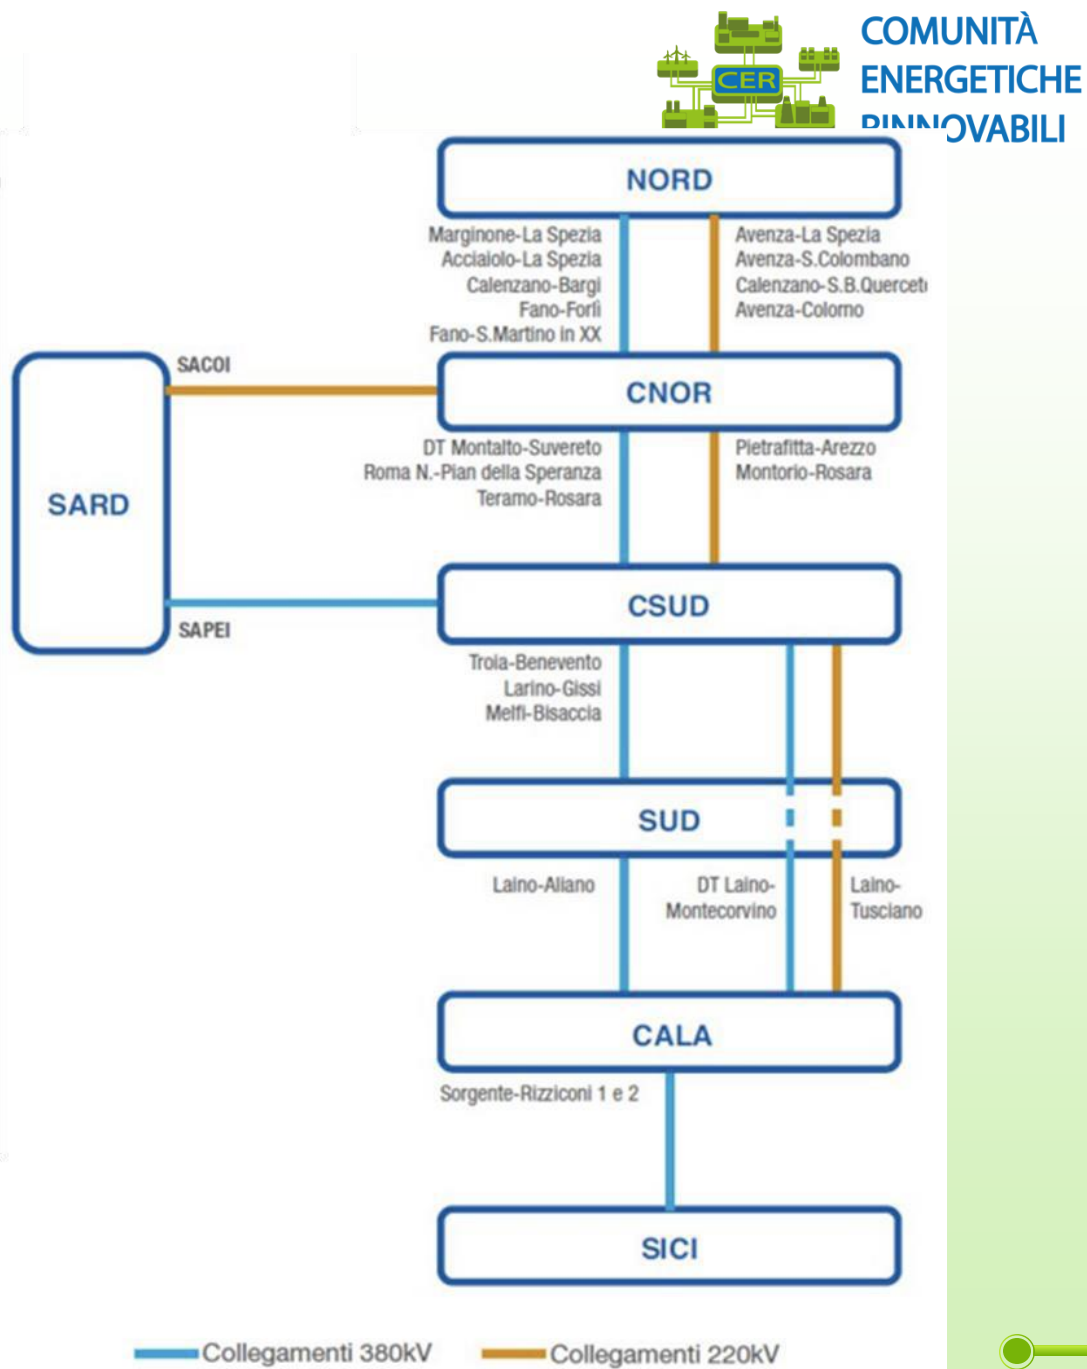 COMUNITÀ
ENERGETICHE
RINNOVABILI
CER
NORD
Marginone-La Spezia
Acciaiolo-La Spezia
Calenzano-Bargi
Fano-Forlì
Fano-S.Martino in XX
Avenza-La Spezia
Avenza-S.Colombano
Calenzano-S.B.Querceto
Avenza-Colorno
SACOI
CNOR
DT Montalto-Suvereto
Roma N.-Pian della Speranza
Teramo-Rosara
Pietrafitta-Arezzo
Montorio-Rosara
SARD
CSUD
SAPEI
Troia-Benevento
Larino-Gissi
Melfi-Bisaccia
SUD
Laino-Aliano
DT Laino-
Montecorvino
Laino-
Tusciano
CALA
Sorgente-Rizziconi 1 e 2
SICI
Collegamenti 380kV
Collegamenti 220kV